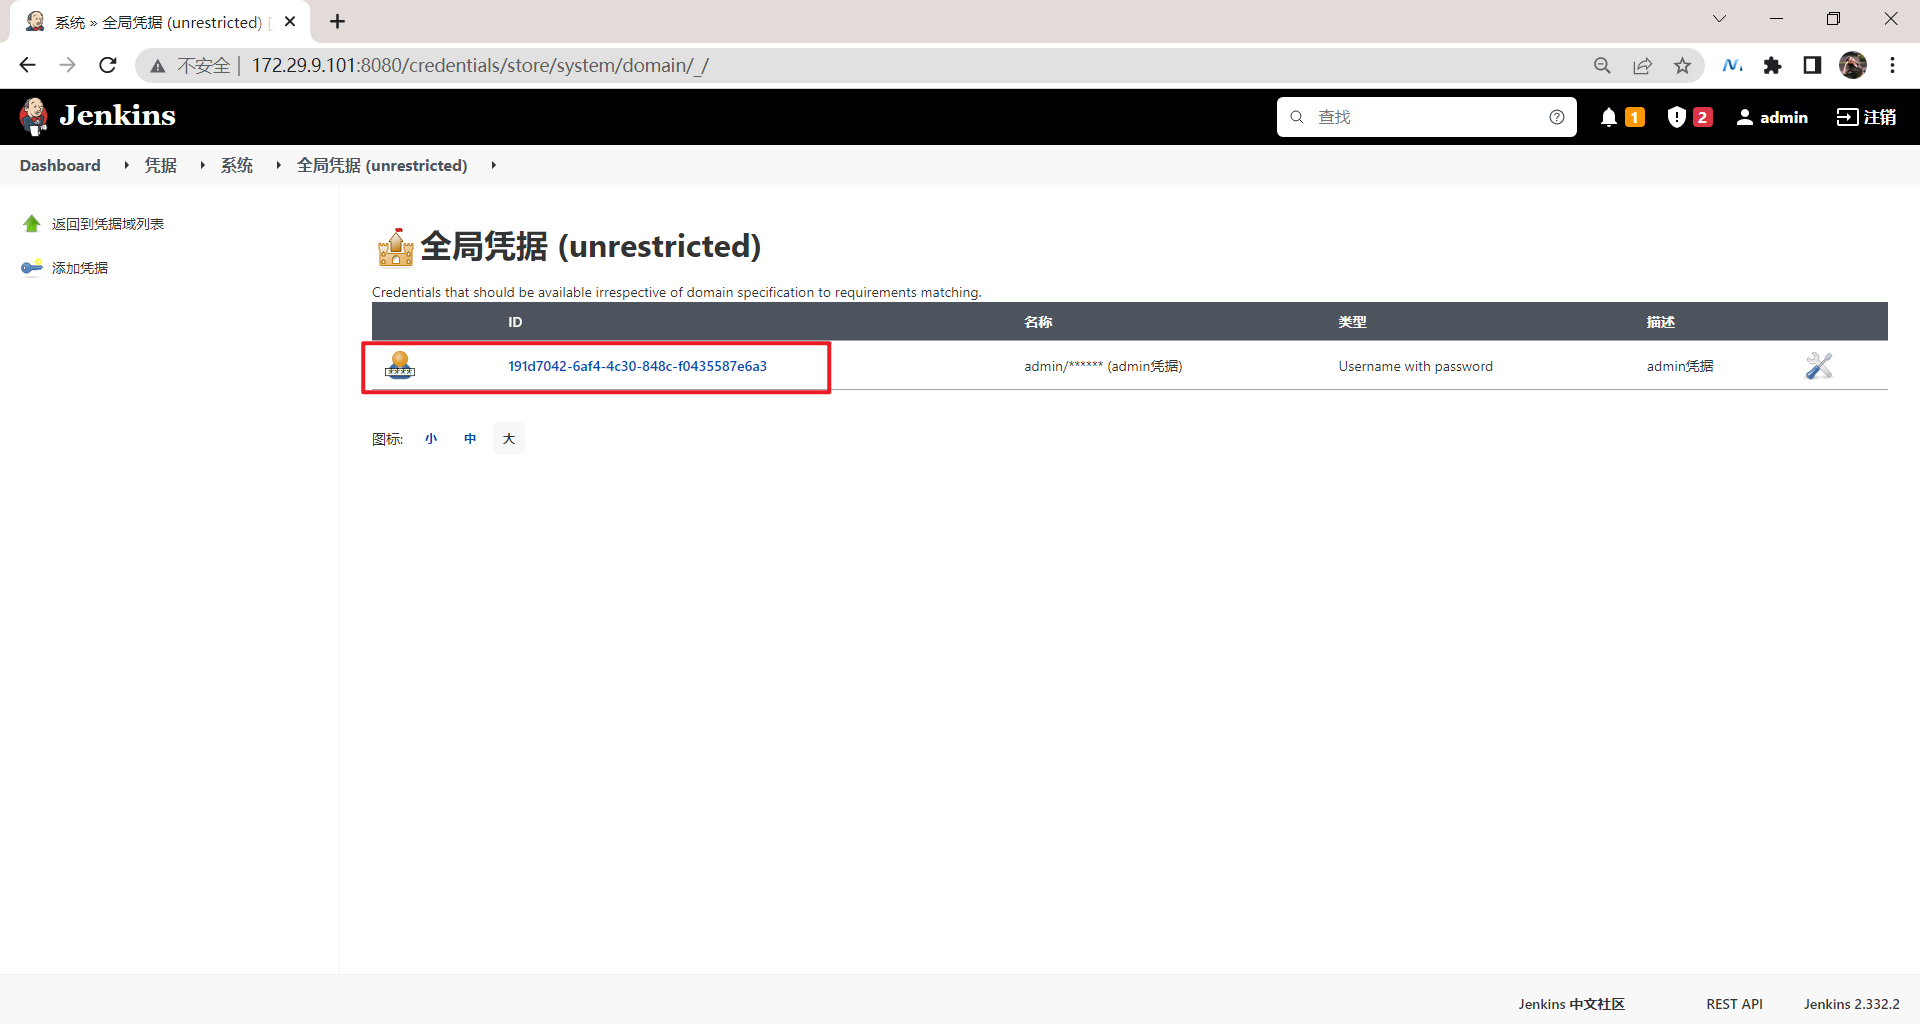 系统 » 全局凭据 (unrestricted) [
不安全 | 172.29.9.101:8080/credentials/store/system/domain/_/
Jenkins
查找
1
2
admin
注销
Dashboard
凭据
系统
全局凭据 (unrestricted)
返回到凭据域列表
添加凭据
全局凭据 (unrestricted)
Credentials that should be available irrespective of domain specification to requirements matching.
ID 名称 类型 描述
191d7042-6af4-4c30-848c-f0435587e6a3 admin/****** (admin凭据) Username with password admin凭据
图标: 小 中 大
Jenkins 中文社区 REST API Jenkins 2.332.2